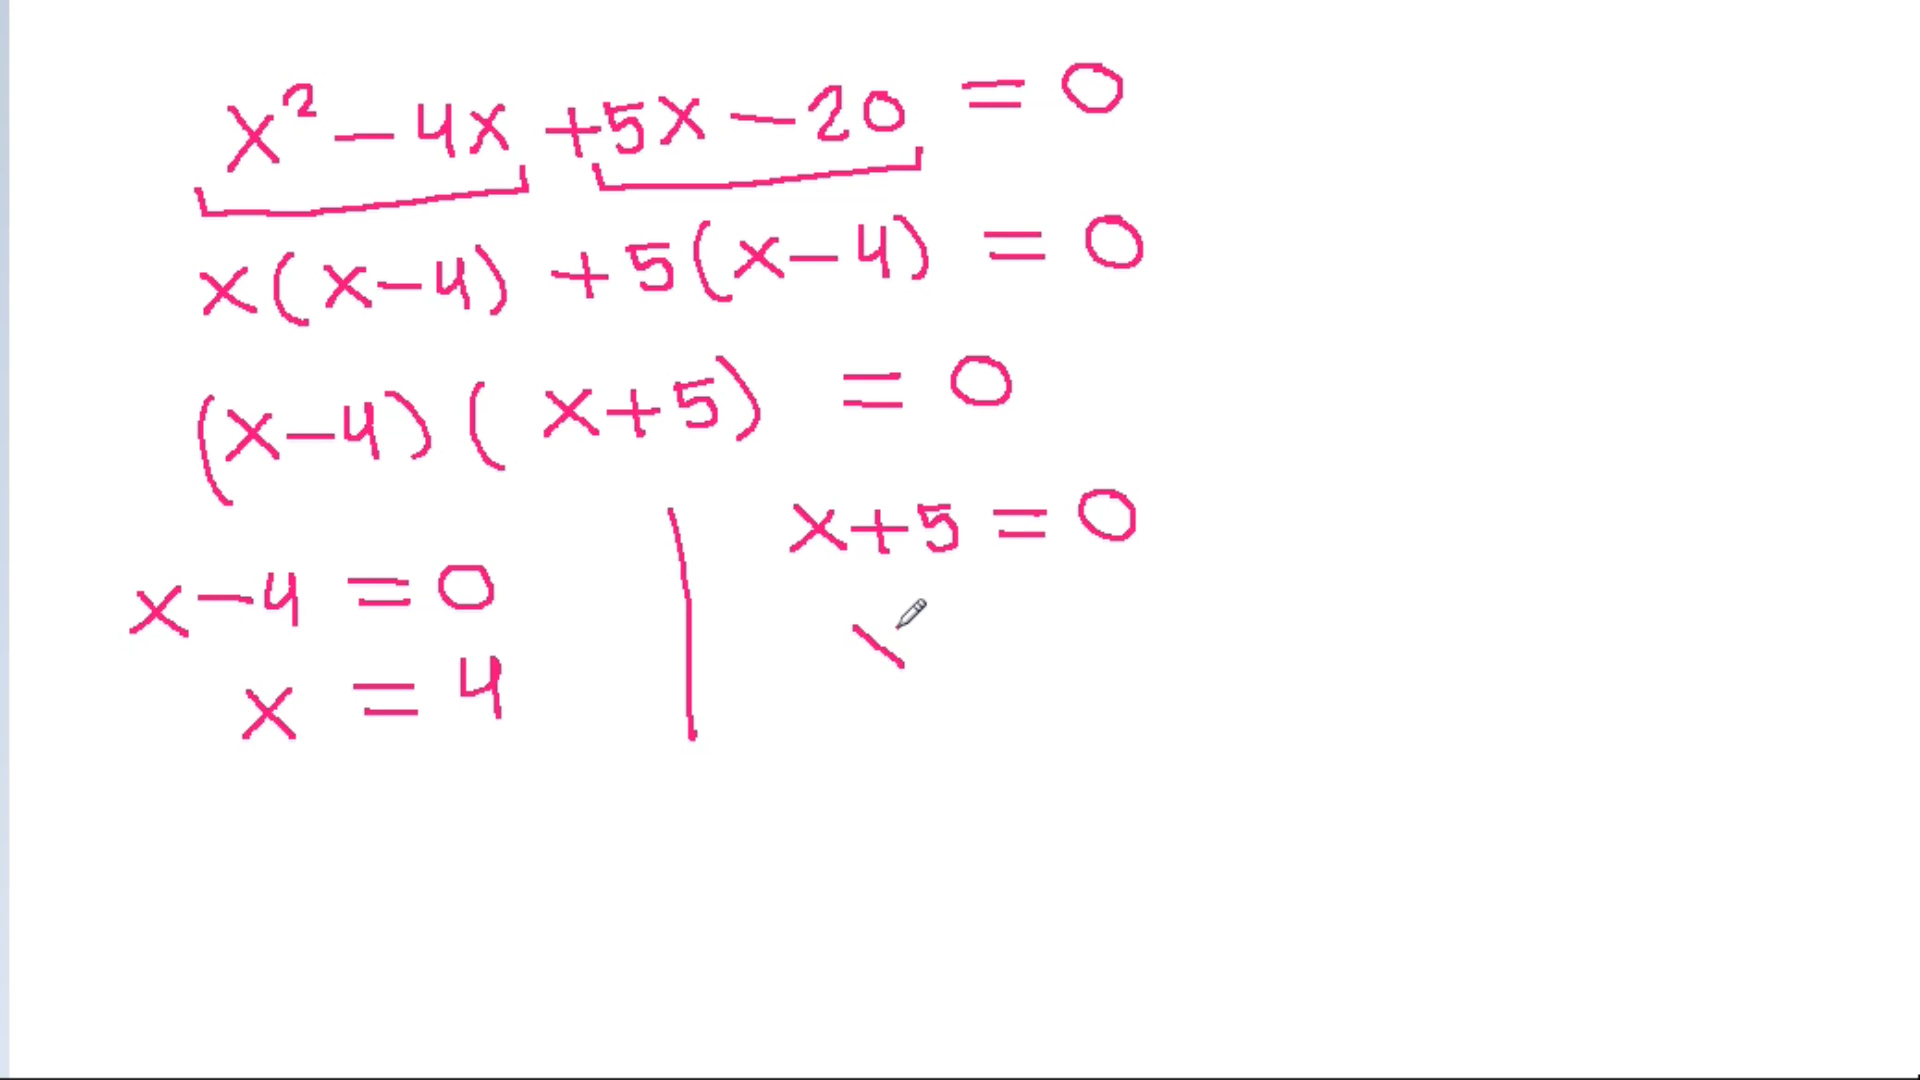 x² - 4x + 5x - 20 = 0
x(x-4) + 5(x-4) = 0
(x-4)(x+5) = 0
x-4 = 0
x = 4
x+5 = 0